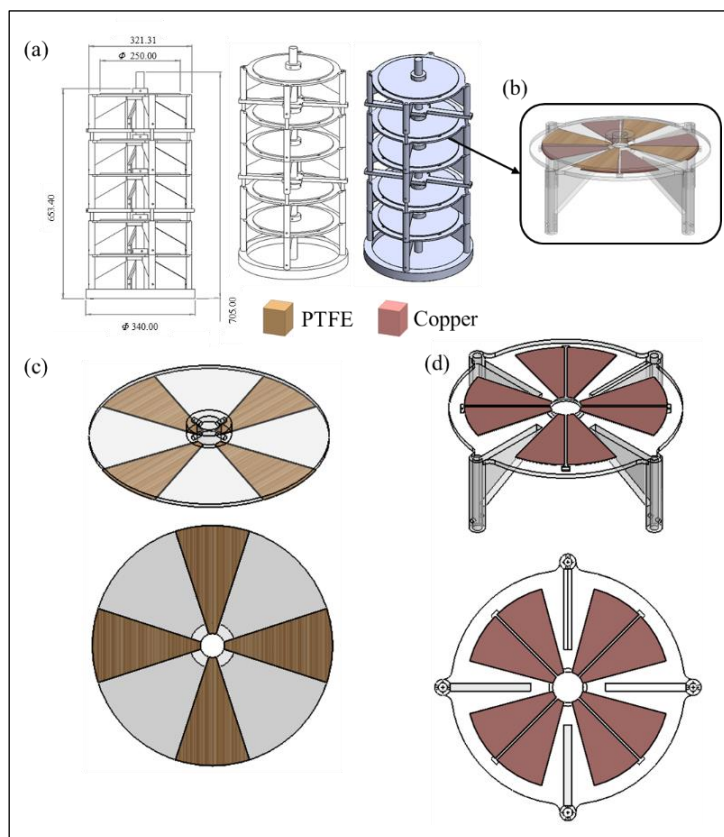 (a)
321.31
Φ 250.00
653.40
705.00
Φ 340.00
(b)
PTFE
Copper
(c)
(d)